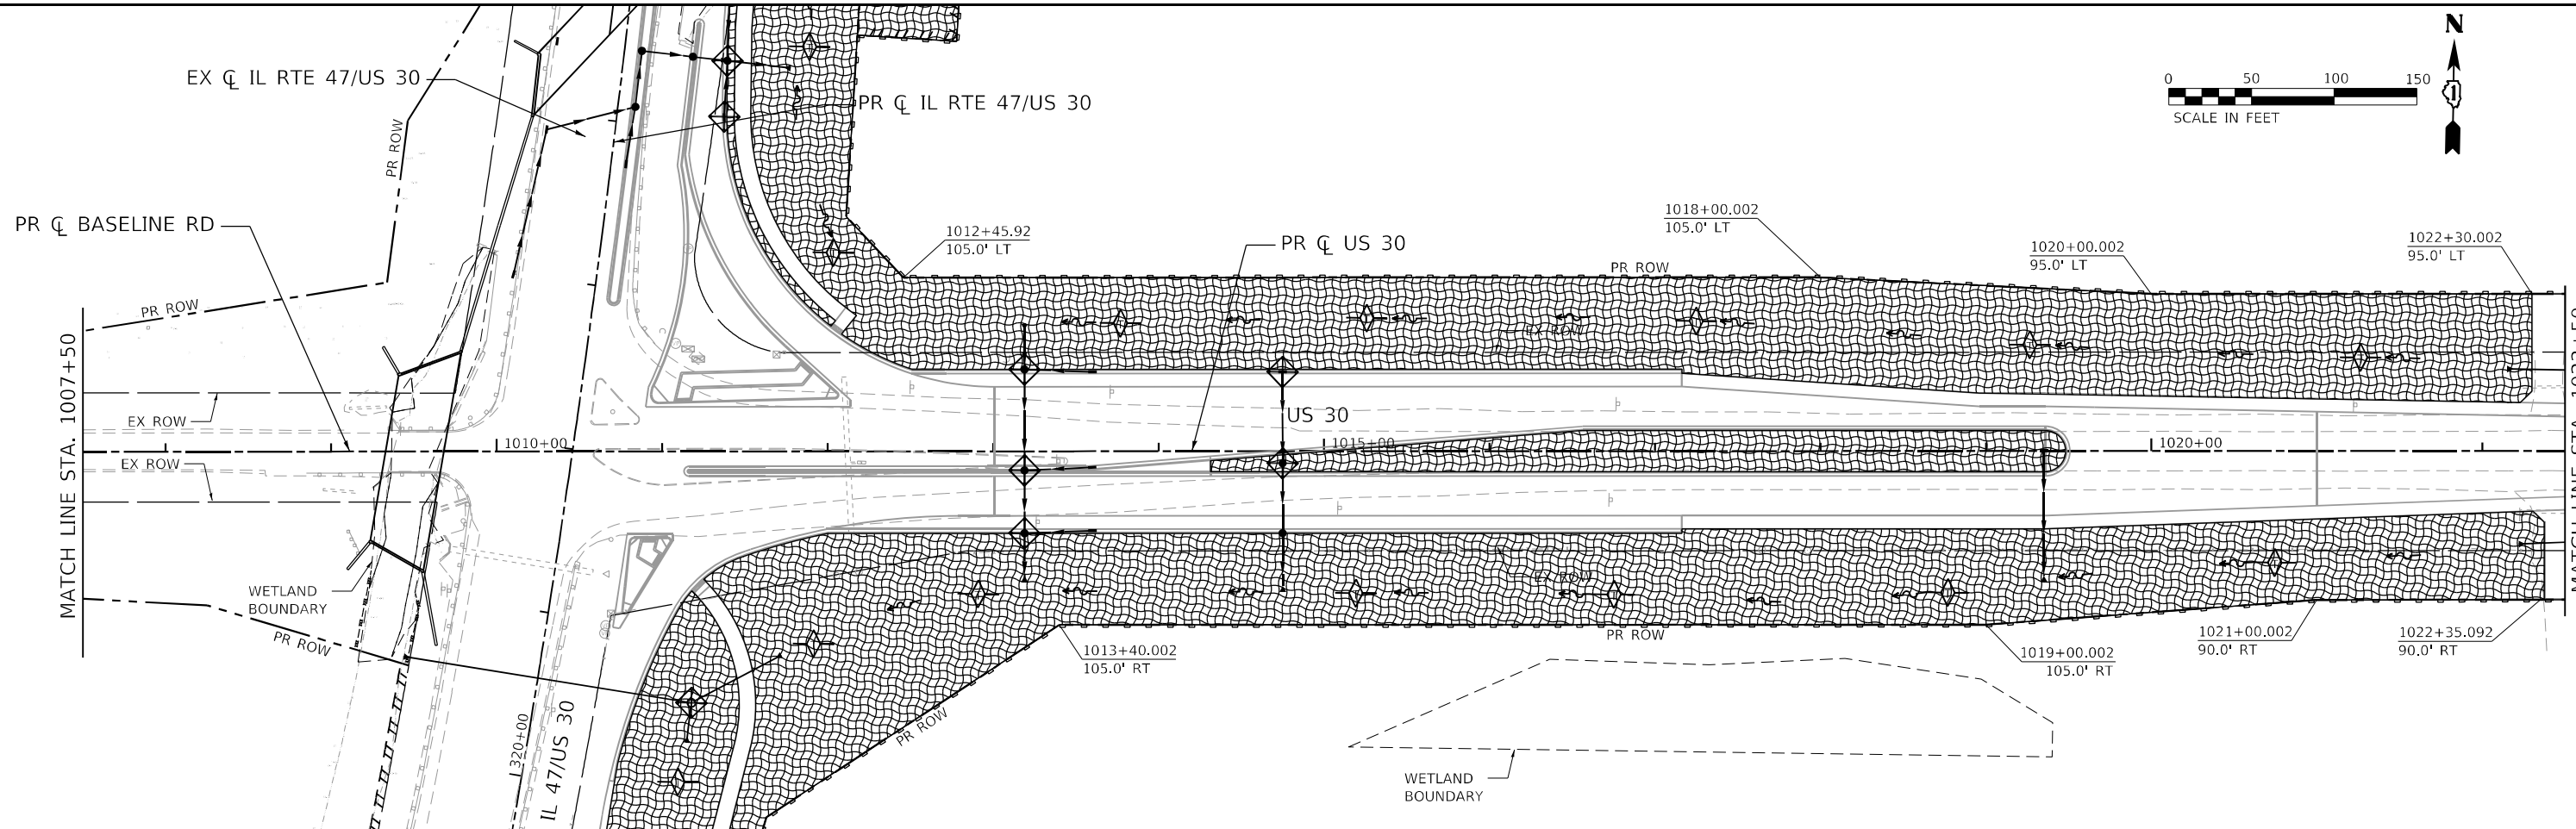 N
0 50 100 150
SCALE IN FEET
EX ℄ IL RTE 47/US 30
PR ℄ IL RTE 47/US 30
PR ROW
PR ℄ BASELINE RD
1012+45.92
105.0' LT
PR ℄ US 30
1018+00.002
105.0' LT
PR ROW
1020+00.002
95.0' LT
1022+30.002
95.0' LT
PR ROW
EX ROW
MATCH LINE STA. 1007+50
EX ROW
US 30
1010+00
1015+00
1020+00
EX ROW
WETLAND
BOUNDARY
EX ROW
PR ROW
PR ROW
1013+40.002
105.0' RT
1019+00.002
105.0' RT
1021+00.002
90.0' RT
1022+35.092
90.0' RT
PR ROW
320+00
IL 47/US 30
WETLAND
BOUNDARY